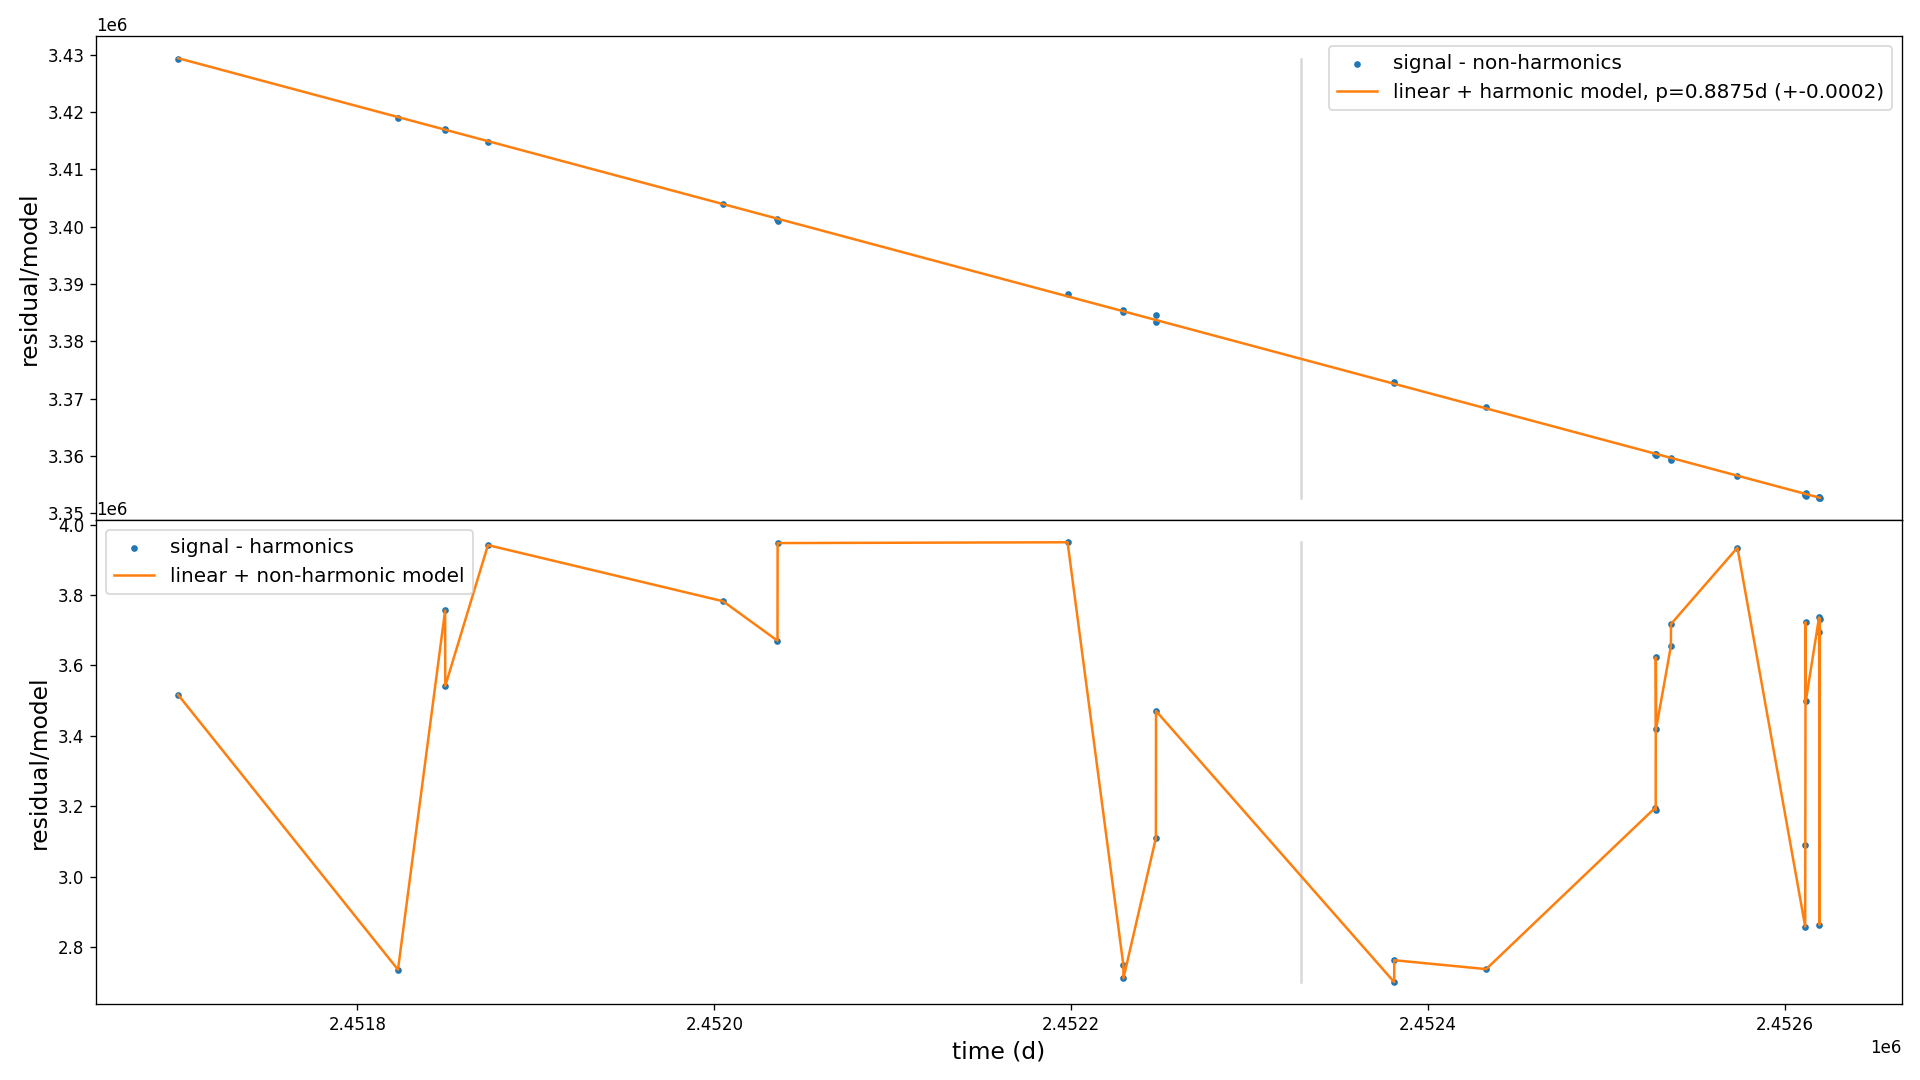 1e6
3.43
3.42
3.41
3.40
3.39
3.38
3.37
3.36
3.35
residual/model
signal - non-harmonics
linear + harmonic model, p=0.8875d (+-0.0002)
1e6
4.0
3.8
3.6
3.4
3.2
3.0
2.8
residual/model
signal - harmonics
linear + non-harmonic model
2.4518
2.4520
2.4522
2.4524
2.4526
time (d)
1e6